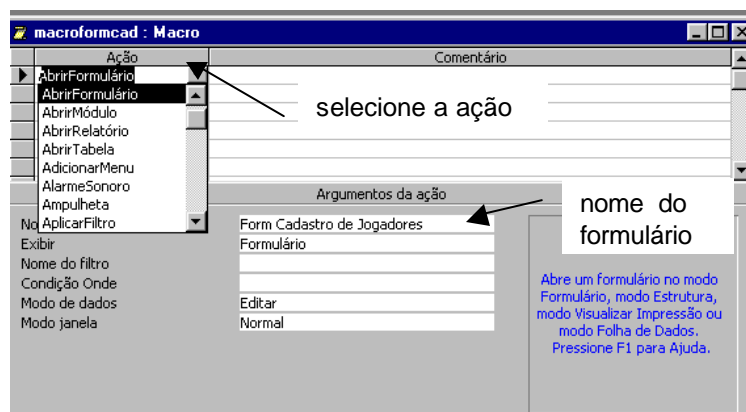 macroformcad : Macro
Ação
Comentário
AbrirFormulário
AbrirFormulário
AbrirMódulo
AbrirRelatório
AbrirTabela
AdicionarMenu
AlarmeSonoro
Ampulheta
AplicarFiltro
selecione a ação
Argumentos da ação
nome do
formulário
No
Form Cadastro de Jogadores
Exibir
Formulário
Nome do filtro
Condição Onde
Modo de dados
Editar
Modo janela
Normal
Abre um formulário no modo
Formulário, modo Estrutura,
modo Visualizar Impressão ou
modo Folha de Dados.
Pressione F1 para Ajuda.